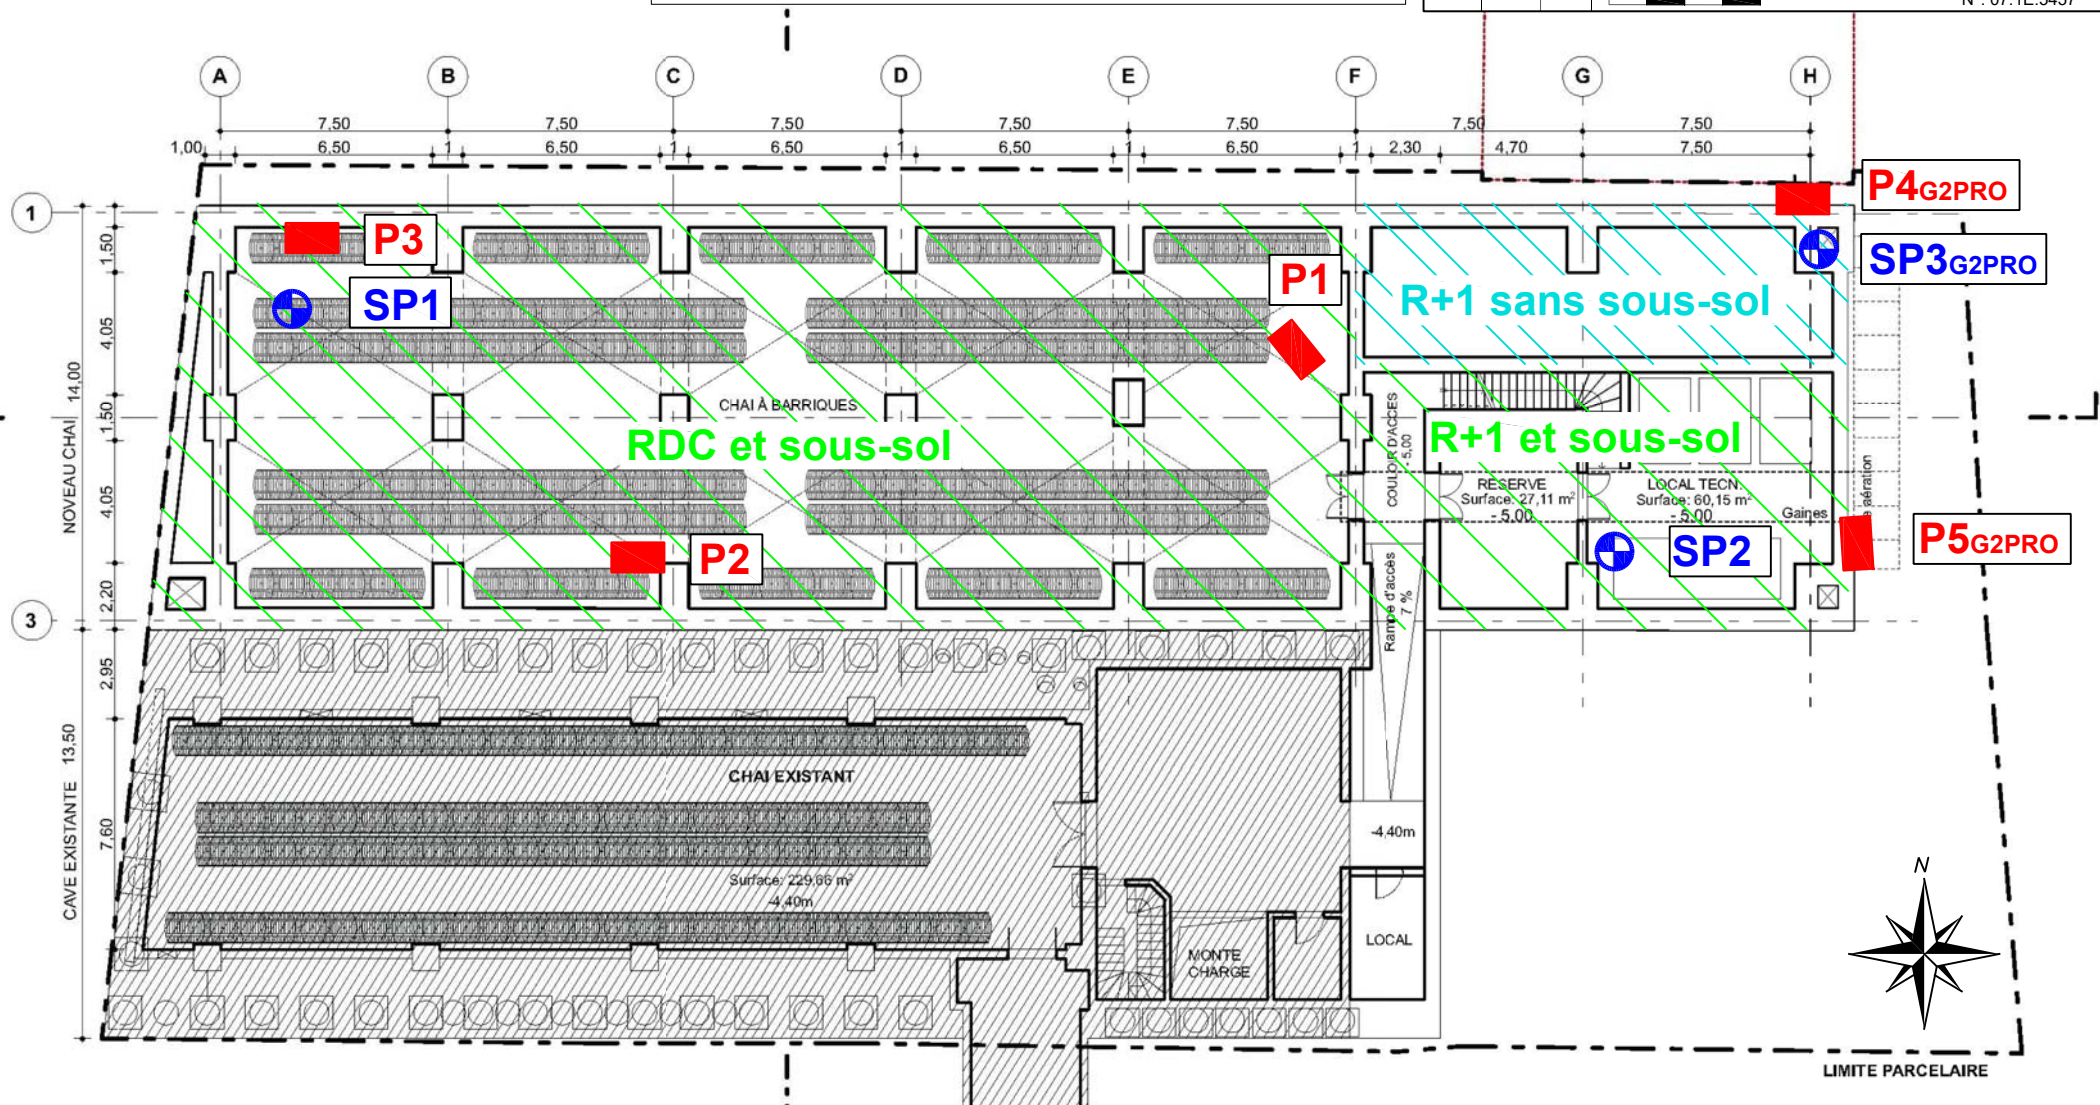 N° : 07.1E.3457
A B C D E F G H
7,50 7,50 7,50 7,50 7,50 7,50 7,50
1,00 6,50 1 6,50 1 6,50 1 6,50 1 6,50 1 2,30 4,70 7,50
P4G2PRO
1
1,50
P3
SP3G2PRO
P1
SP1
R+1 sans sous-sol
4,05
14,00
NOVEAU CHAI
1,50
CHAI À BARRIQUES
COULOIR D'ACCES
- 5,00
RDC et sous-sol
R+1 et sous-sol
4,05
RESERVE
Surface: 27,11 m²
- 5,00
LOCAL TECN.
Surface: 60,15 m²
- 5,00
Gaines
aération
P5G2PRO
SP2
P2
2,20
Rampe d'accès
7 %
3
2,95
13,50
CAVE EXISTANTE
CHAI EXISTANT
7,60
-4,40m
Surface: 229,66 m²
-4,40m
N
LOCAL
MONTE
CHARGE
LIMITE PARCELAIRE